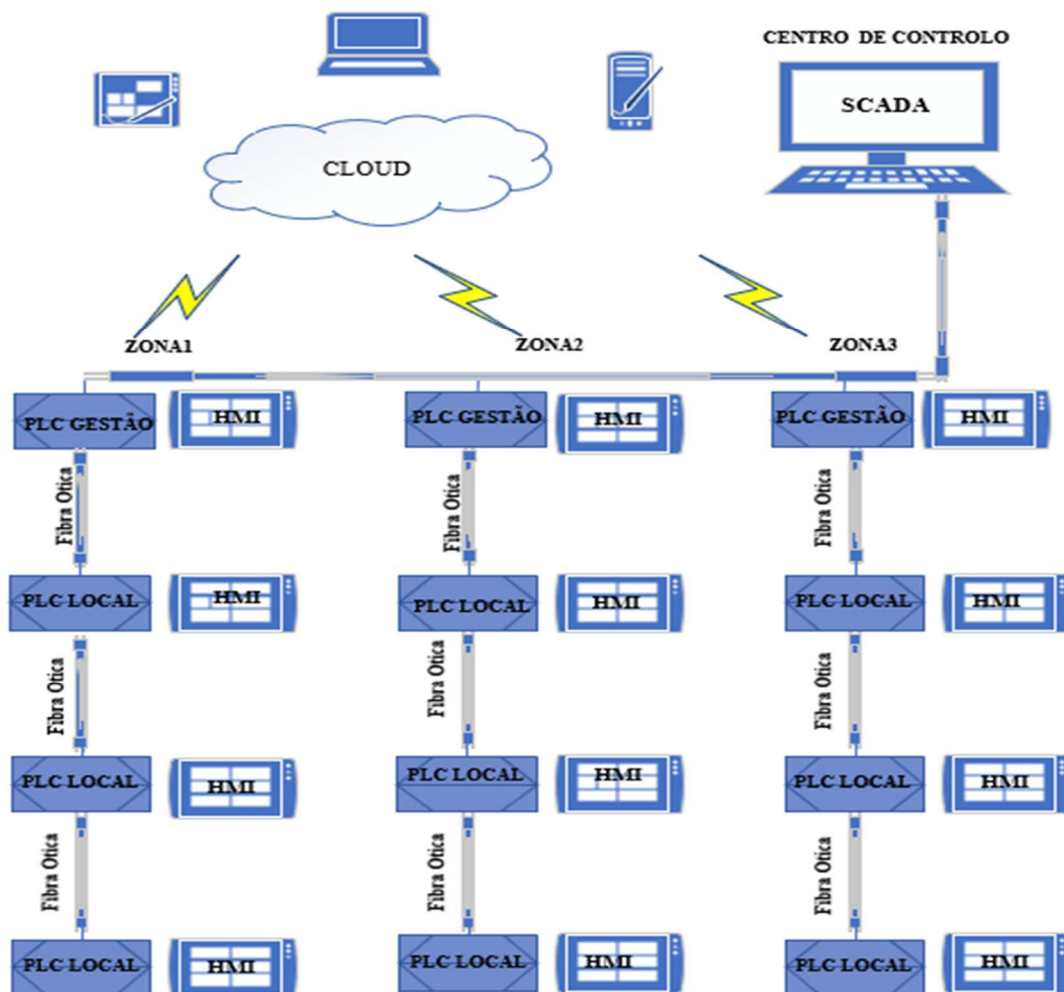 CENTRO DE CONTROLO
SCADA
CLOUD
ZONA1
ZONA2
ZONA3
PLC GESTÃO
HMI
PLC GESTÃO
HMI
PLC GESTÃO
HMI
Fibra Otica
Fibra Otica
Fibra Otica
PLC LOCAL
HMI
PLC LOCAL
HMI
PLC LOCAL
HMI
Fibra Otica
Fibra Otica
Fibra Otica
PLC LOCAL
HMI
PLC LOCAL
HMI
PLC LOCAL
HMI
Fibra Otica
Fibra Otica
Fibra Otica
PLC LOCAL
HMI
PLC LOCAL
HMI
PLC LOCAL
HMI